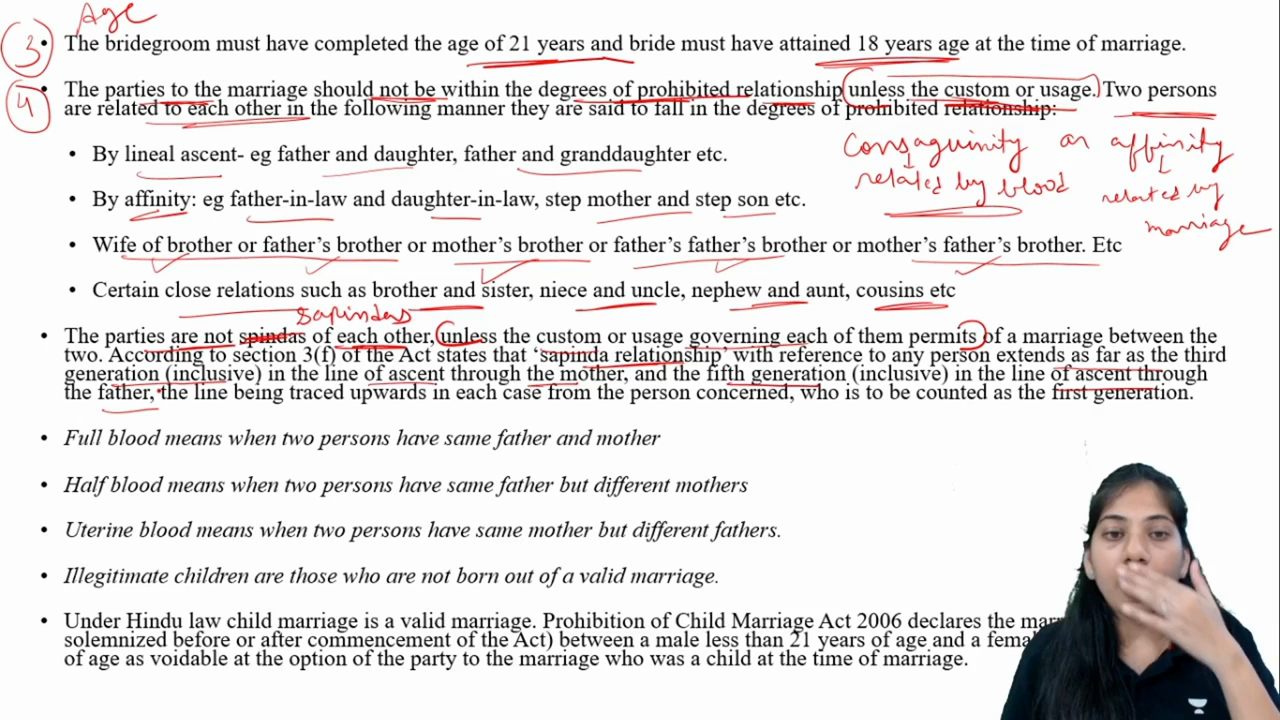 Age
3
• The bridegroom must have completed the age of 21 years and bride must have attained 18 years age at the time of marriage.
4
• The parties to the marriage should not be within the degrees of prohibited relationship unless the custom or usage. Two persons
are related to each other in the following manner they are said to fall in the degrees of prohibited relationship:
Consaguinity or affinity
related by blood
related by
marriage
• By lineal ascent- eg father and daughter, father and granddaughter etc.
• By affinity: eg father-in-law and daughter-in-law, step mother and step son etc.
• Wife of brother or father's brother or mother's brother or father's father's brother or mother's father's brother. Etc
• Certain close relations such as brother and sister, niece and uncle, nephew and aunt, cousins etc
sapindas
• The parties are not spindas of each other, unless the custom or usage governing each of them permits of a marriage between the
two. According to section 3(f) of the Act states that ‘sapinda relationship’ with reference to any person extends as far as the third
generation (inclusive) in the line of ascent through the mother, and the fifth generation (inclusive) in the line of ascent through
the father, the line being traced upwards in each case from the person concerned, who is to be counted as the first generation.
• Full blood means when two persons have same father and mother
• Half blood means when two persons have same father but different mothers
• Uterine blood means when two persons have same mother but different fathers.
• Illegitimate children are those who are not born out of a valid marriage.
• Under Hindu law child marriage is a valid marriage. Prohibition of Child Marriage Act 2006 declares the
solemnized before or after commencement of the Act) between a male less than 21 years of age and a
of age as voidable at the option of the party to the marriage who was a child at the time of marriage.